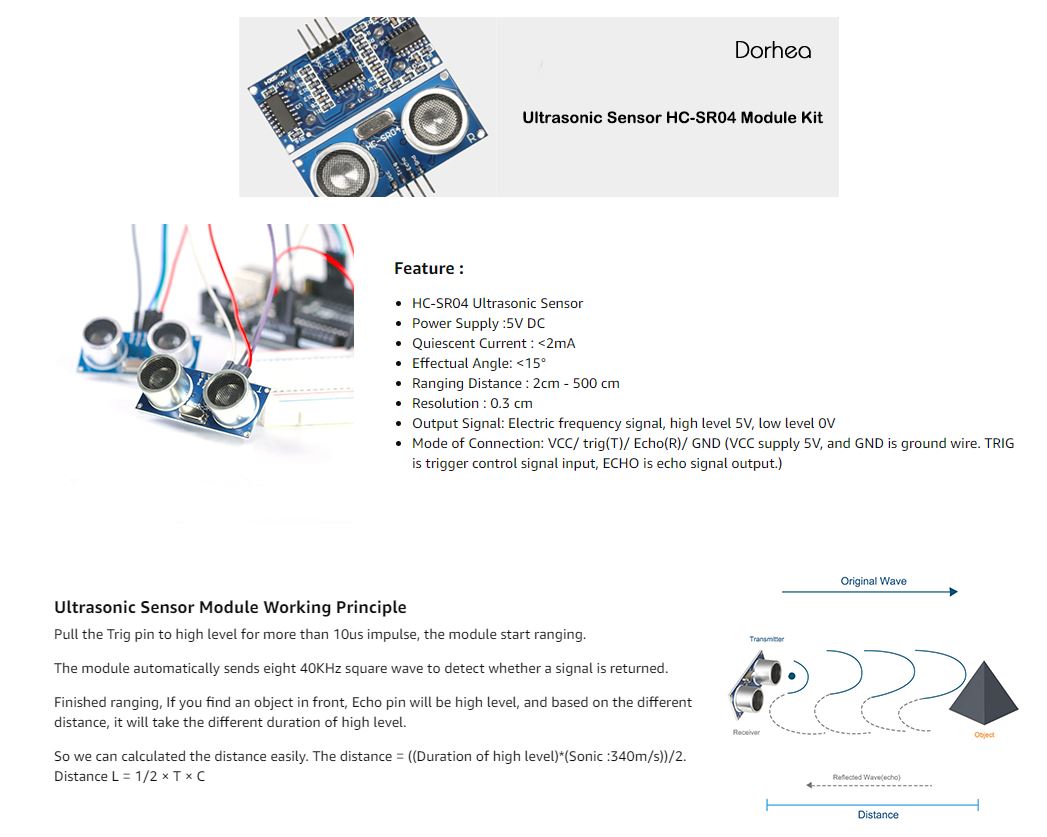 Dorhea
Ultrasonic Sensor HC-SR04 Module Kit
HC-SR04
R
Feature :
HC-SR04 Ultrasonic Sensor
Power Supply :5V DC
Quiescent Current : <2mA
Effectual Angle: <15°
Ranging Distance : 2cm - 500 cm
Resolution : 0.3 cm
Output Signal: Electric frequency signal, high level 5V, low level 0V
Mode of Connection: VCC/ trig(T)/ Echo(R)/ GND (VCC supply 5V, and GND is ground wire. TRIG
is trigger control signal input, ECHO is echo signal output.)
Ultrasonic Sensor Module Working Principle
Pull the Trig pin to high level for more than 10us impulse, the module start ranging.
The module automatically sends eight 40KHz square wave to detect whether a signal is returned.
Finished ranging, If you find an object in front, Echo pin will be high level, and based on the different
distance, it will take the different duration of high level.
So we can calculated the distance easily. The distance = ((Duration of high level)*(Sonic :340m/s))/2.
Distance L = 1/2 × T × C
Original Wave
Transmitter
Receiver
Object
Reflected Wave(echo)
Distance